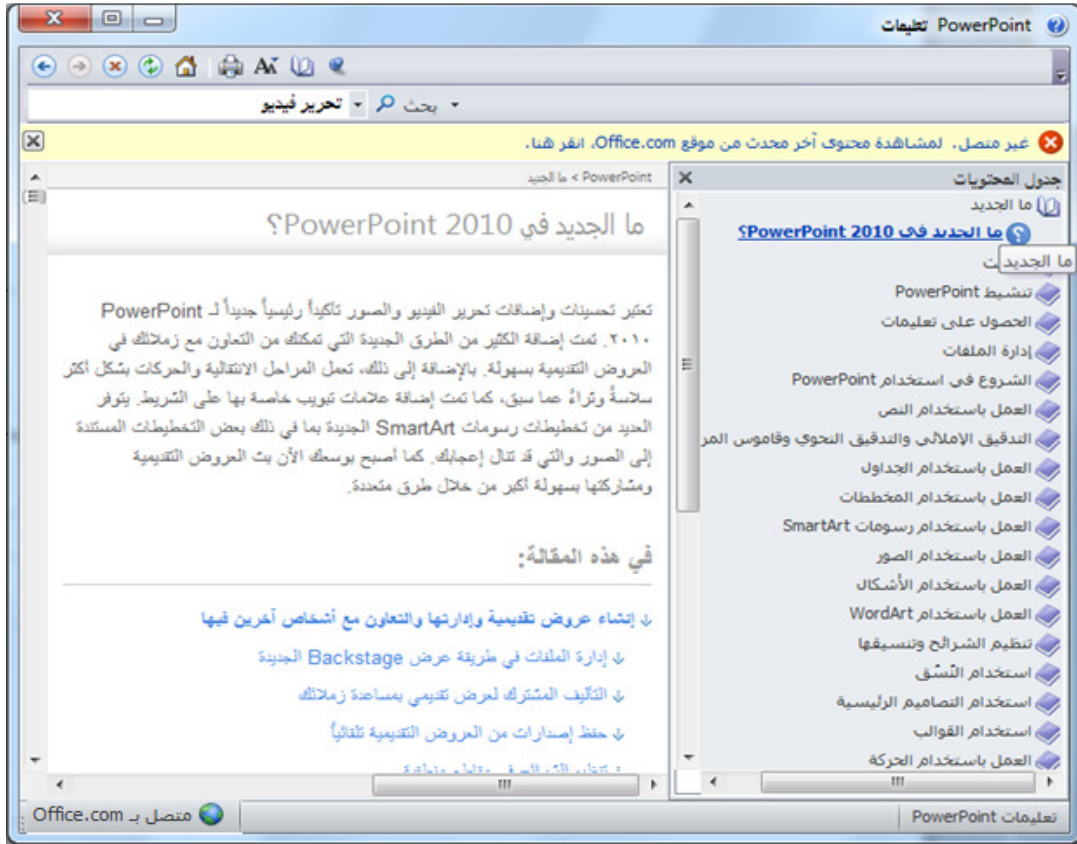 PowerPoint تعليمات
بحث
تحرير فيديو
غير متصل. لمشاهدة محتوى آخر محدث من موقع Office.com، انقر هنا.
جدول المحتويات
ما الجديد
ما الجديد في PowerPoint 2010؟
ما الجديد
تنشيط PowerPoint
الحصول على تعليمات
إدارة الملفات
الشروع في استخدام PowerPoint
العمل باستخدام النص
التدقيق الإملائي والتدقيق النحوي وقاموس المر
العمل باستخدام الجداول
العمل باستخدام المخططات
العمل باستخدام رسومات SmartArt
العمل باستخدام الصور
العمل باستخدام الأشكال
العمل باستخدام WordArt
تنظيم الشرائح وتنسيقها
استخدام النّسّق
استخدام التصاميم الرئيسية
استخدام القوالب
العمل باستخدام الحركة
PowerPoint > ما الجديد
ما الجديد في PowerPoint 2010؟
تعتبر تحسينات وإضافات تحرير الفيديو والصور تأكيداً رئيسياً جديداً لـ PowerPoint
٢٠١٠. تمت إضافة الكثير من الطرق الجديدة التي تمكنك من التعاون مع زملائك في
العروض التقديمية بسهولة. بالإضافة إلى ذلك، تعمل المراحل الانتقالية والحركات بشكل أكثر
سلاسةً وثراءً عما سبق، كما تمت إضافة علامات تبويب خاصة بها على الشريط. يتوفر
العديد من تخطيطات رسومات SmartArt الجديدة بما في ذلك بعض التخطيطات المستندة
إلى الصور والتي قد تنال إعجابك. كما أصبح بوسعك الآن بث العروض التقديمية
ومشاركتها بسهولة أكبر من خلال طرق متعددة.
في هذه المقالة:
إنشاء عروض تقديمية وإدارتها والتعاون مع أشخاص آخرين فيها
إدارة الملفات في طريقة عرض Backstage الجديدة
التأليف المشترك لعرض تقديمي بمساعدة زملائك
حفظ إصدارات من العروض التقديمية تلقائياً
تعليمات PowerPoint
متصل بـ Office.com